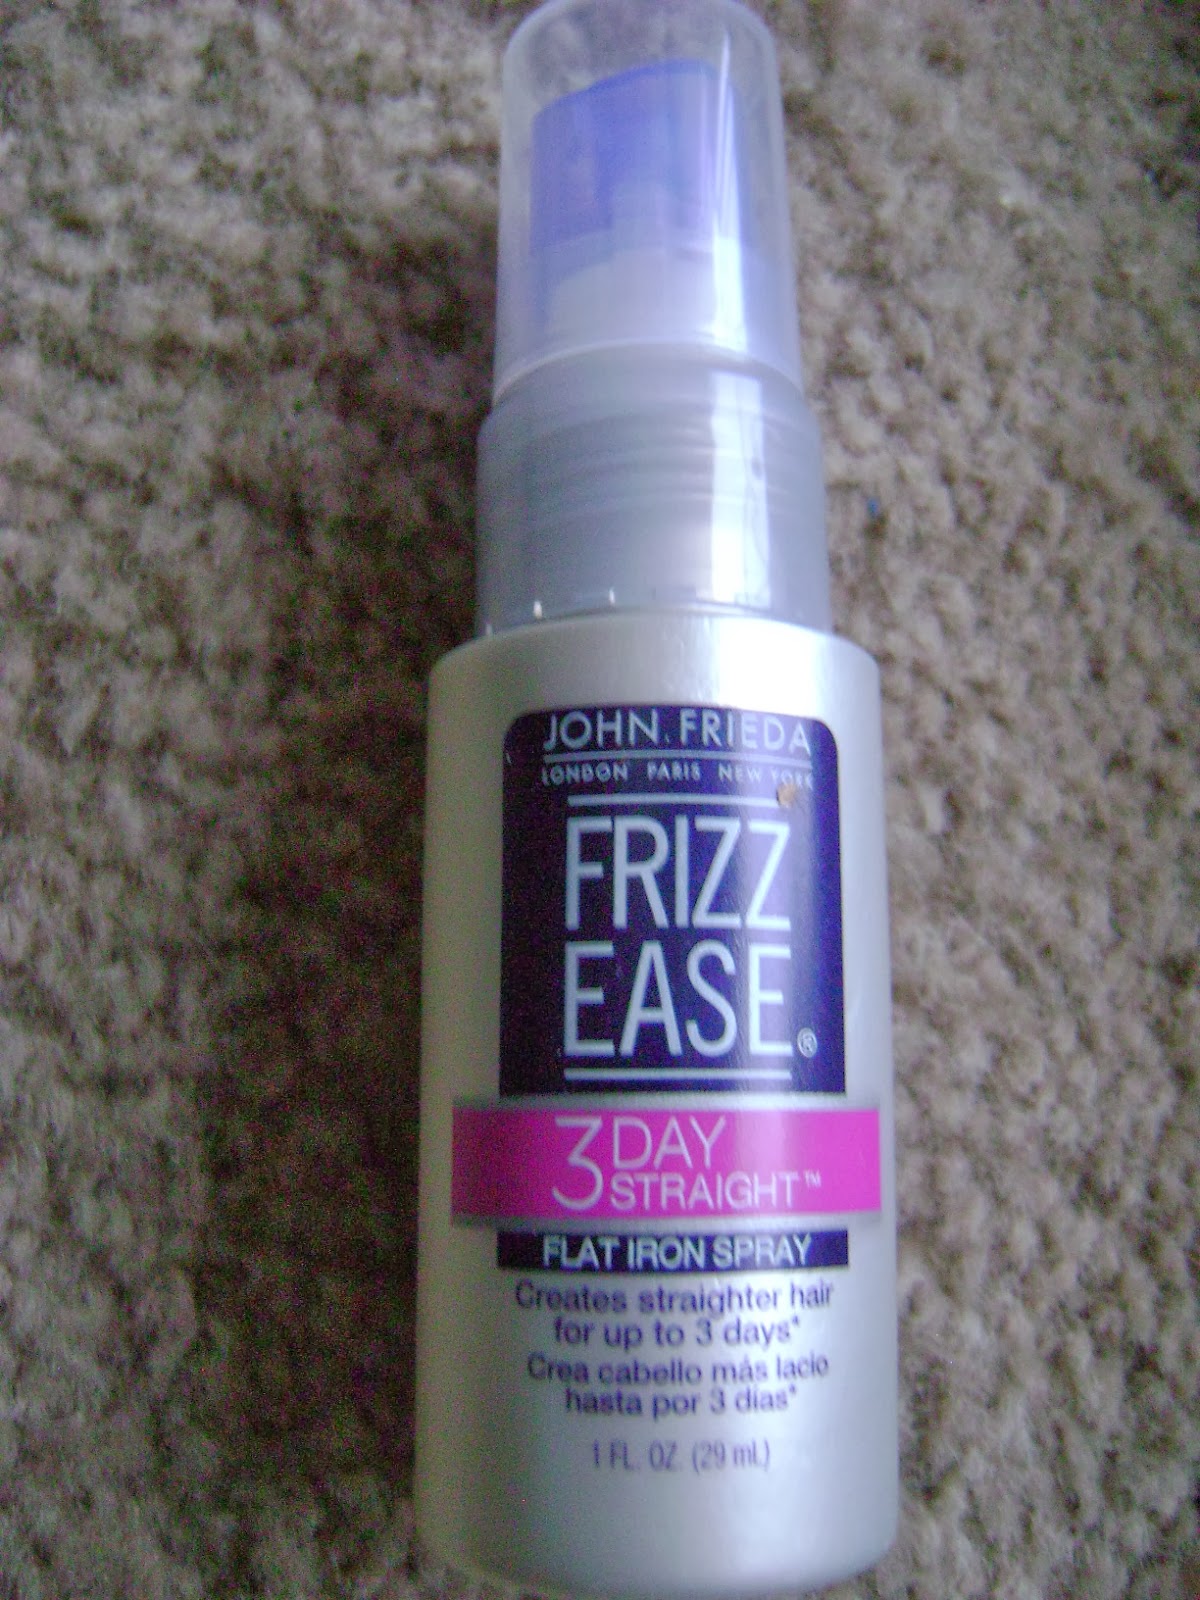 JOHN FRIEDA
LONDON PARIS NEW YORK
FRIZZ
EASE®
3 DAY
STRAIGHT™
FLAT IRON SPRAY
Creates straighter hair
for up to 3 days*
Crea cabello más lacio
hasta por 3 días*
1 FL. OZ. (29 mL)